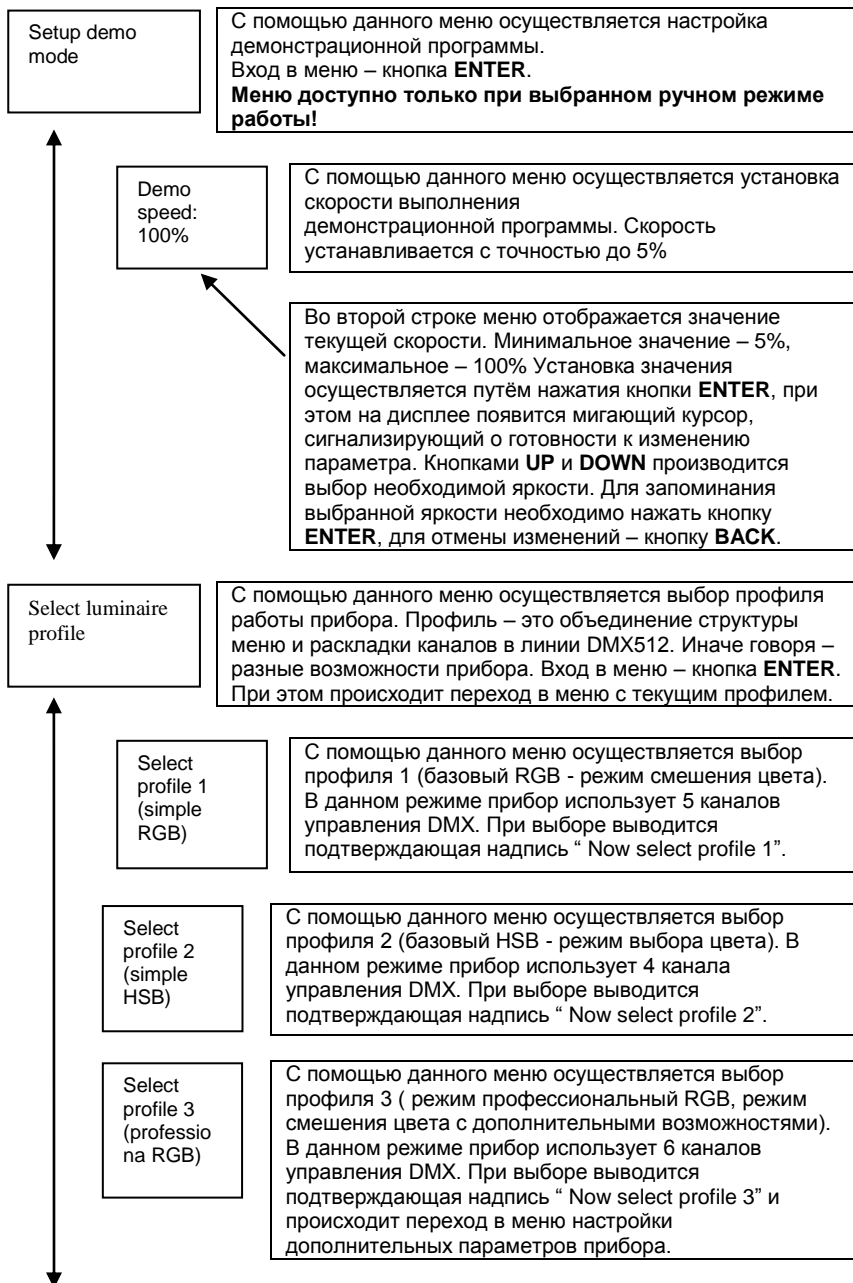 Setup demo
mode
С помощью данного меню осуществляется настройка
демонстрационной программы.
Вход в меню – кнопка ENTER.
Меню доступно только при выбранном ручном режиме
работы!
Demo
speed:
100%
С помощью данного меню осуществляется установка
скорости выполнения
демонстрационной программы. Скорость
устанавливается с точностью до 5%
Во второй строке меню отображается значение
текущей скорости. Минимальное значение – 5%,
максимальное – 100% Установка значения
осуществляется путём нажатия кнопки ENTER, при
этом на дисплее появится мигающий курсор,
сигнализирующий о готовности к изменению
параметра. Кнопками UP и DOWN производится
выбор необходимой яркости. Для запоминания
выбранной яркости необходимо нажать кнопку
ENTER, для отмены изменений – кнопку BACK.
Select luminaire
profile
С помощью данного меню осуществляется выбор профиля
работы прибора. Профиль – это объединение структуры
меню и раскладки каналов в линии DMX512. Иначе говоря –
разные возможности прибора. Вход в меню – кнопка ENTER.
При этом происходит переход в меню с текущим профилем.
Select
profile 1
(simple
RGB)
С помощью данного меню осуществляется выбор
профиля 1 (базовый RGB - режим смешения цвета).
В данном режиме прибор использует 5 каналов
управления DMX. При выборе выводится
подтверждающая надпись “ Now select profile 1”.
Select
profile 2
(simple
HSB)
С помощью данного меню осуществляется выбор
профиля 2 (базовый HSB - режим выбора цвета). В
данном режиме прибор использует 4 канала
управления DMX. При выборе выводится
подтверждающая надпись “ Now select profile 2”.
Select
profile 3
(professio
na RGB)
С помощью данного меню осуществляется выбор
профиля 3 ( режим профессиональный RGB, режим
смешения цвета с дополнительными возможностями).
В данном режиме прибор использует 6 каналов
управления DMX. При выборе выводится
подтверждающая надпись “ Now select profile 3” и
происходит переход в меню настройки
дополнительных параметров прибора.